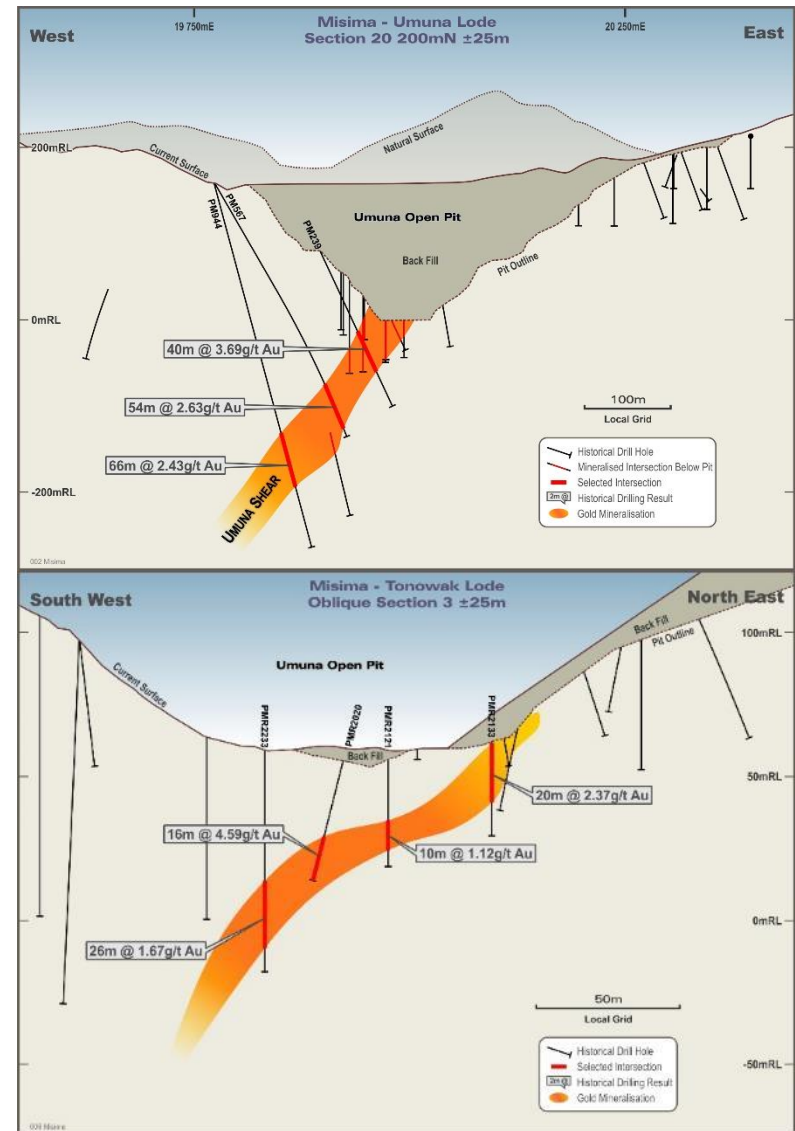 West
19 750mE
Misima - Umuna Lode
Section 20 200mN ±25m
20 250mE
East
Natural Surface
200mRL
Current Surface
PM944
PM567
PM239
Umuna Open Pit
Back Fill
Pit Outline
0mRL
40m @ 3.69g/t Au
54m @ 2.63g/t Au
66m @ 2.43g/t Au
-200mRL
UMUNA SHEAR
100m
Local Grid
Historical Drill Hole
Mineralised Intersection Below Pit
Selected Intersection
2m @
Historical Drilling Result
Gold Mineralisation
002 Misima
South West
Misima - Tonowak Lode
Oblique Section 3 ±25m
North East
Back Fill
Pit Outline
100mRL
Current Surface
Umuna Open Pit
PMR2233
PMR2020
PMR2121
PMR2133
Back Fill
50mRL
20m @ 2.37g/t Au
16m @ 4.59g/t Au
10m @ 1.12g/t Au
0mRL
26m @ 1.67g/t Au
50m
Local Grid
Historical Drill Hole
Selected Intersection
2m @
Historical Drilling Result
Gold Mineralisation
-50mRL